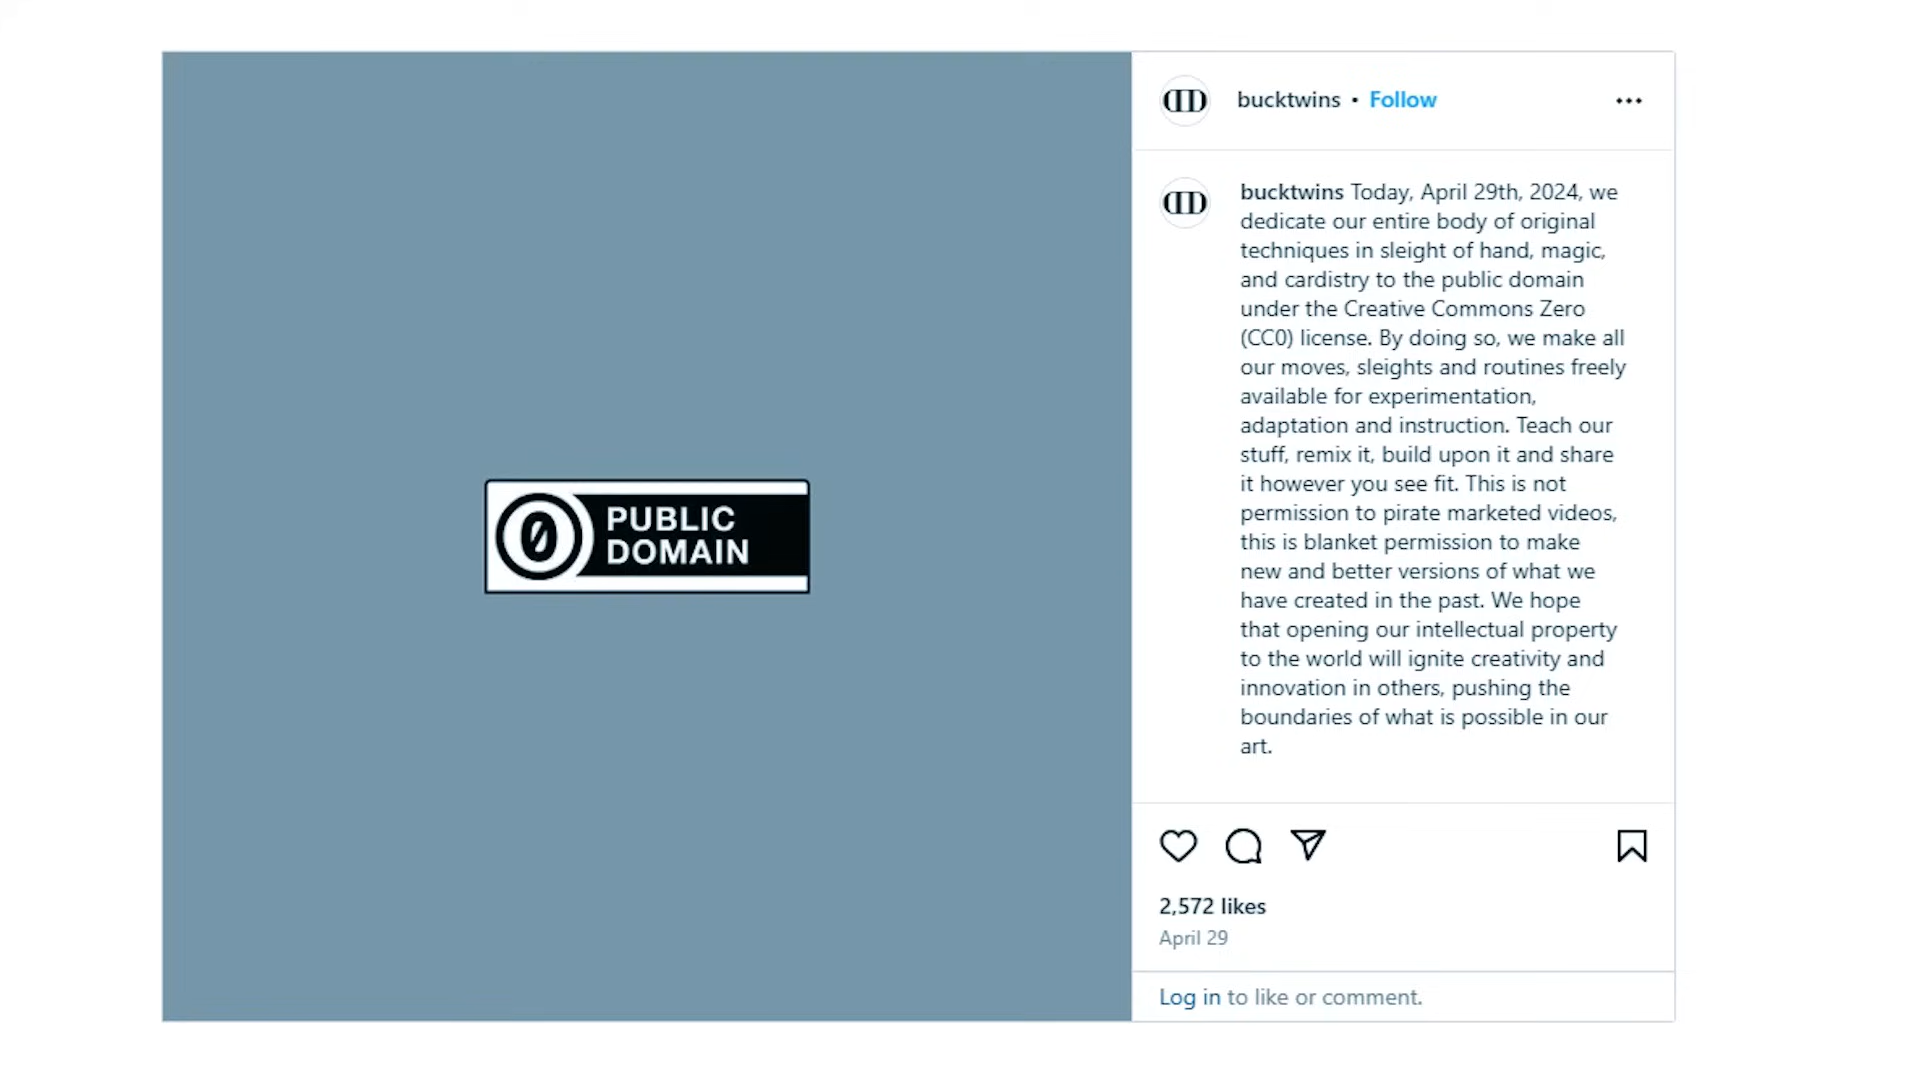 bucktwins • Follow
bucktwins Today, April 29th, 2024, we
dedicate our entire body of original
techniques in sleight of hand, magic,
and cardistry to the public domain
under the Creative Commons Zero
(CC0) license. By doing so, we make all
our moves, sleights and routines freely
available for experimentation,
adaptation and instruction. Teach our
stuff, remix it, build upon it and share
it however you see fit. This is not
permission to pirate marketed videos,
this is blanket permission to make
new and better versions of what we
have created in the past. We hope
that opening our intellectual property
to the world will ignite creativity and
innovation in others, pushing the
boundaries of what is possible in our
art.
0 PUBLIC
DOMAIN
2,572 likes
April 29
Log in to like or comment.